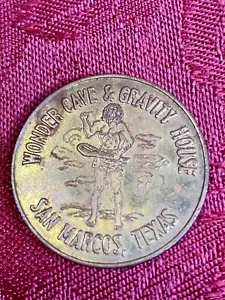 WONDER CAVE & GRAVITY HOUSE
SAN MARCOS, TEXAS